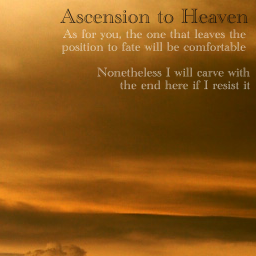 Ascension to Heaven
As for you, the one that leaves the
position to fate will be comfortable
Nonetheless I will carve with
the end here if I resist it